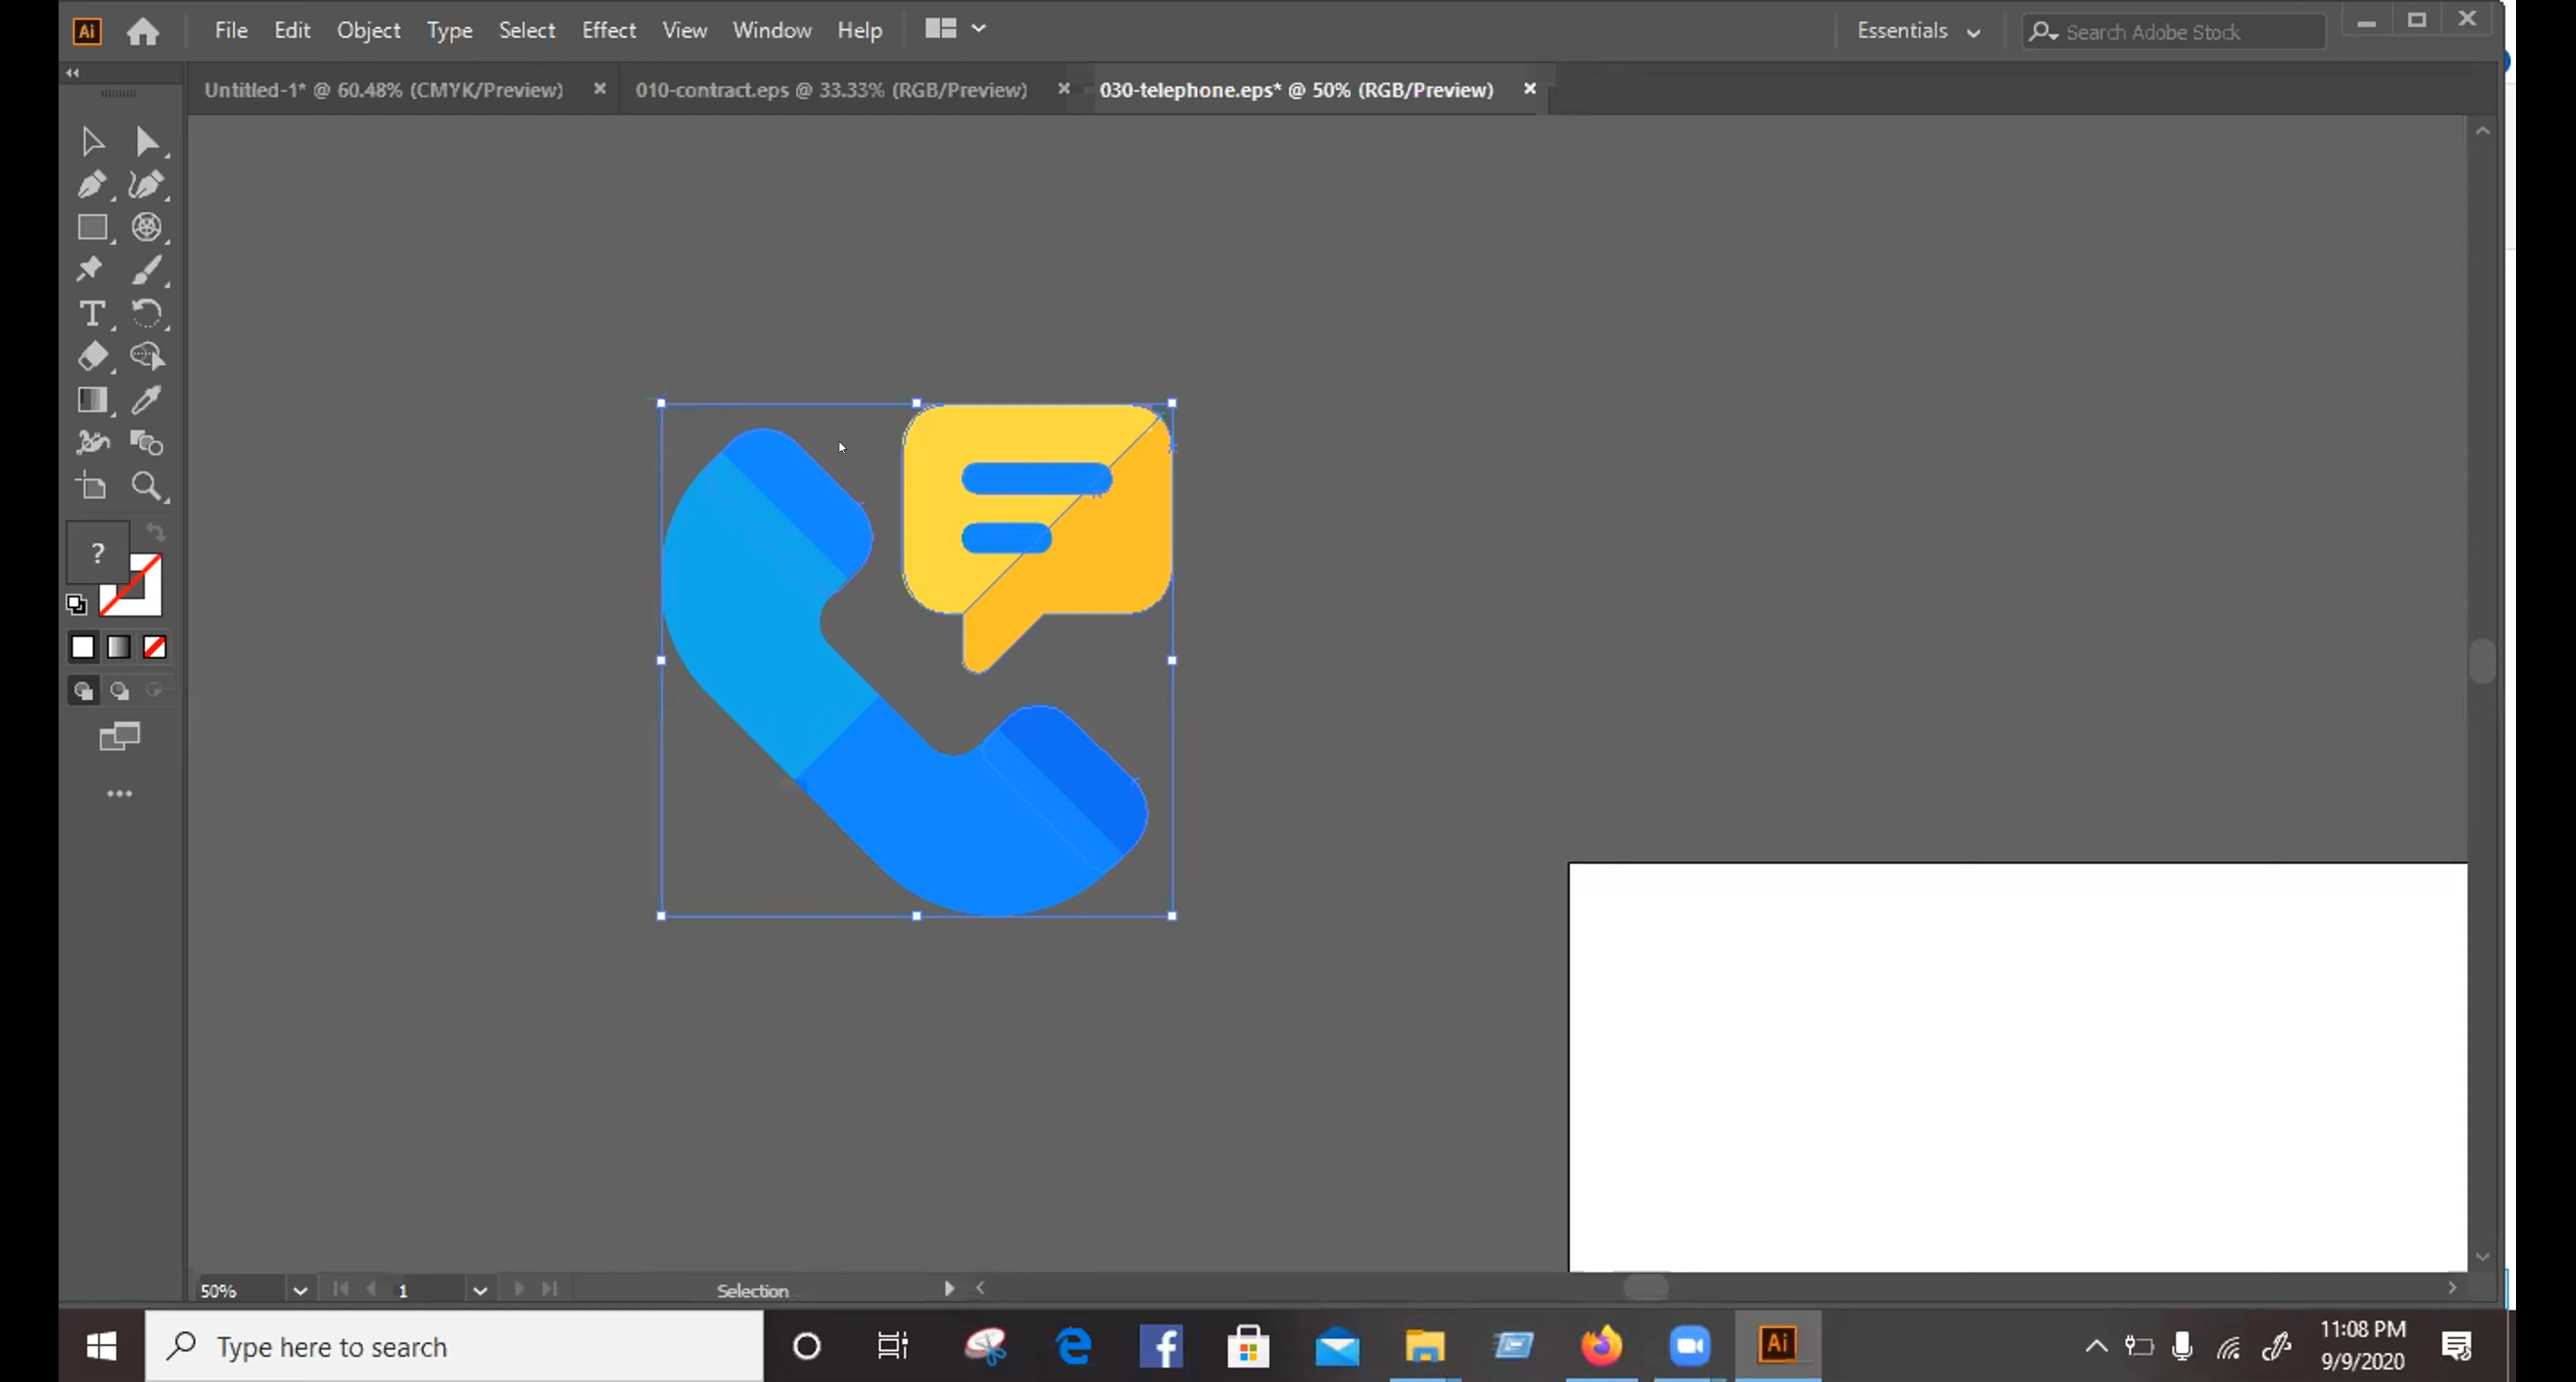 Ai File Edit Object Type Select Effect View Window Help Essentials Search Adobe Stock
Untitled-1* @ 60.48% (CMYK/Preview) 010-contract.eps @ 33.33% (RGB/Preview) 030-telephone.eps* @ 50% (RGB/Preview)
T
?
50% 1 Selection
Type here to search
Ai
11:08 PM
9/9/2020